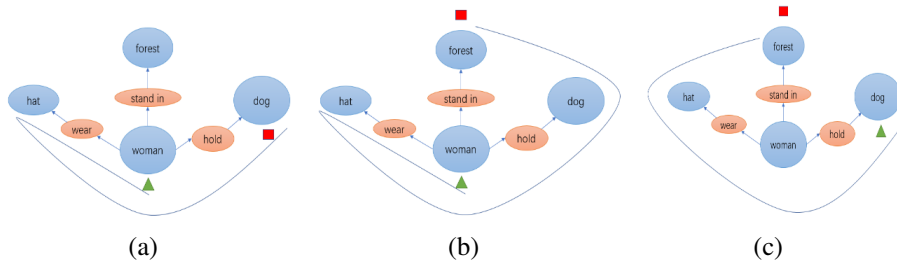 forest
stand in
hat
dog
wear
hold
woman
(a)
forest
stand in
hat
dog
wear
hold
woman
(b)
forest
stand in
hat
dog
wear
hold
woman
(c)